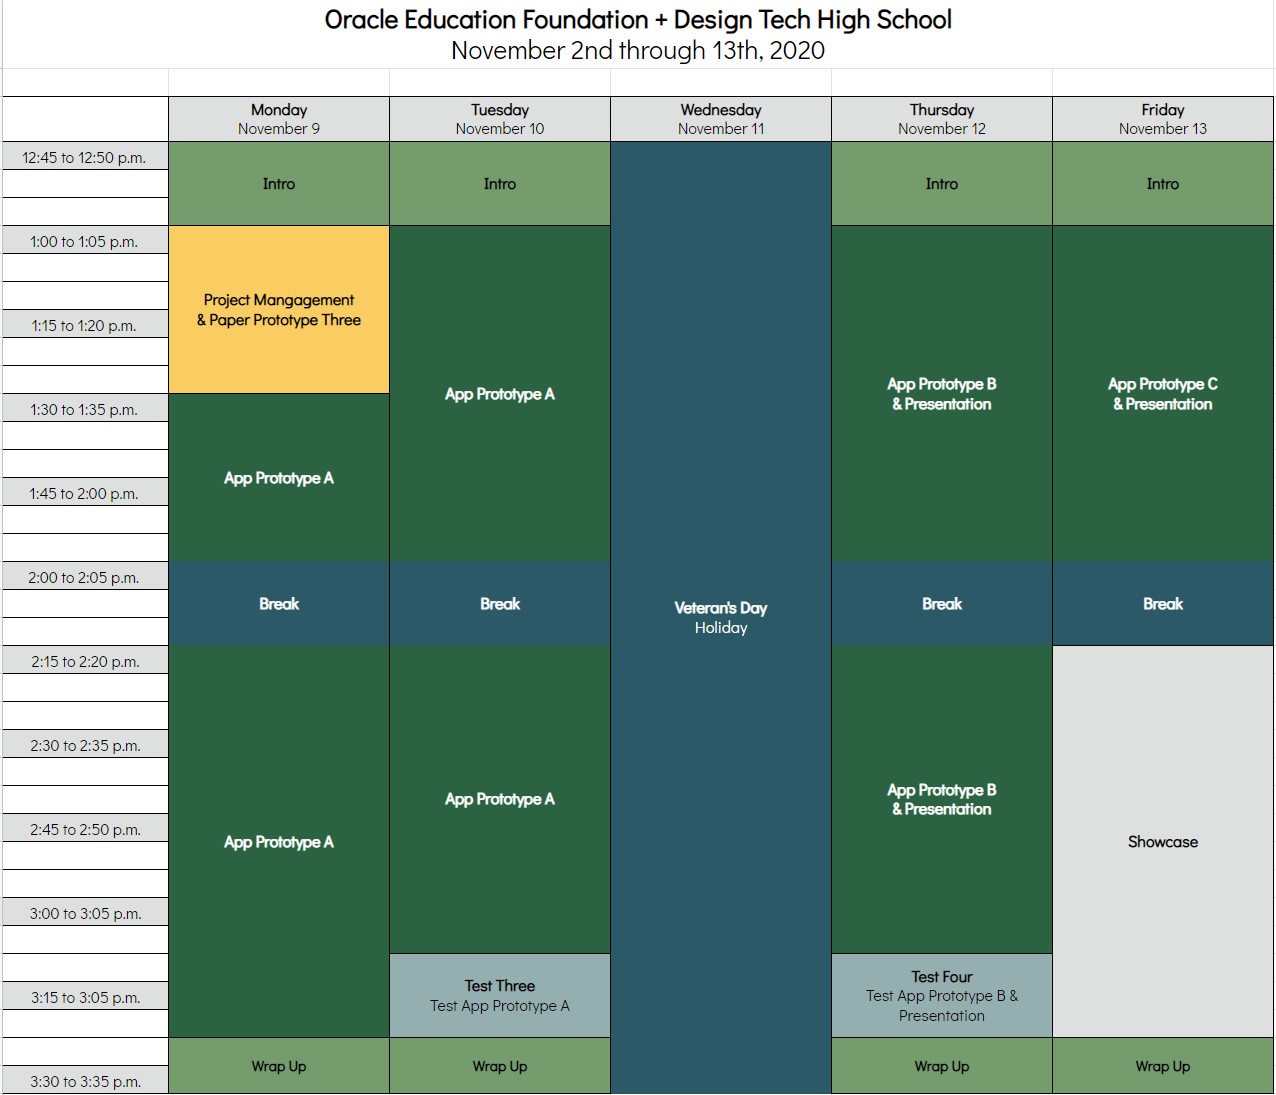 Oracle Education Foundation + Design Tech High School
November 2nd through 13th, 2020
Monday
November 9
Tuesday
November 10
Wednesday
November 11
Thursday
November 12
Friday
November 13
12:45 to 12:50 p.m.
Intro
Intro
Intro
Intro
1:00 to 1:05 p.m.
Project Mangagement
& Paper Prototype Three
1:15 to 1:20 p.m.
App Prototype A
App Prototype B
& Presentation
App Prototype C
& Presentation
1:30 to 1:35 p.m.
App Prototype A
1:45 to 2:00 p.m.
2:00 to 2:05 p.m.
Break
Break
Veteran's Day
Holiday
Break
Break
2:15 to 2:20 p.m.
2:30 to 2:35 p.m.
App Prototype A
App Prototype B
& Presentation
2:45 to 2:50 p.m.
App Prototype A
Showcase
3:00 to 3:05 p.m.
Test Three
Test App Prototype A
Test Four
Test App Prototype B &
Presentation
3:15 to 3:05 p.m.
Wrap Up
Wrap Up
Wrap Up
Wrap Up
3:30 to 3:35 p.m.